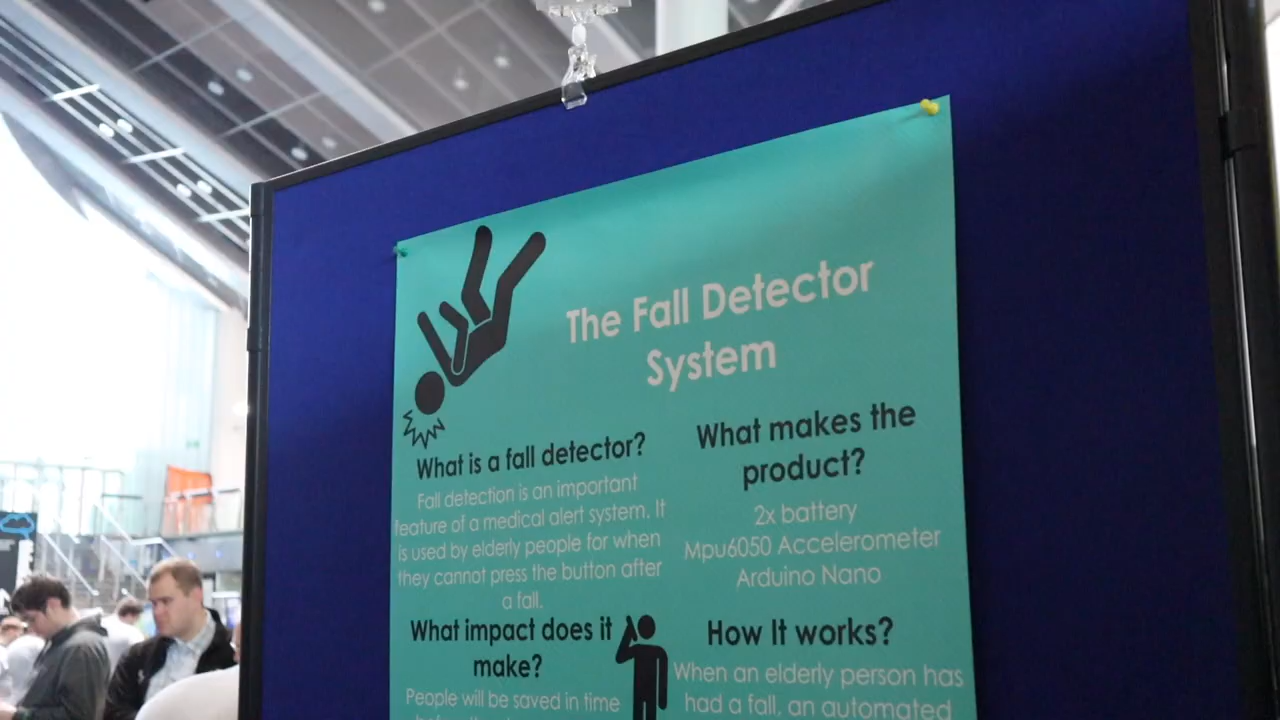 The Fall Detector
System
What is a fall detector?
Fall detection is an important
feature of a medical alert system. It
is used by elderly people for when
they cannot press the button after
a fall.
What makes the
product?
2x battery
Mpu6050 Accelerometer
Arduino Nano
What impact does it
make?
People will be saved in time
How It works?
When an elderly person has
had a fall, an automated